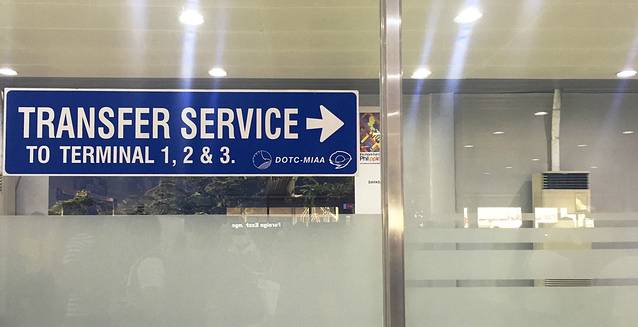 TRANSFER SERVICE
TO TERMINAL 1, 2 & 3.
DOTC-MIAA